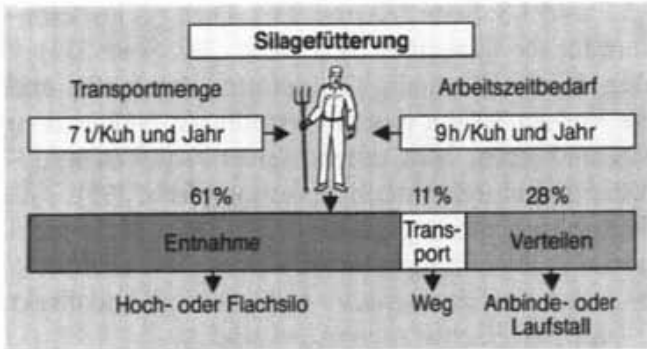 Silagefütterung
Transportmenge
Arbeitszeitbedarf
7 t/Kuh und Jahr
9h/Kuh und Jahr
61%
11%
28%
Entnahme
Trans-
port
Verteilen
Hoch- oder Flachsilo
Weg
Anbinde- oder
Laufstall